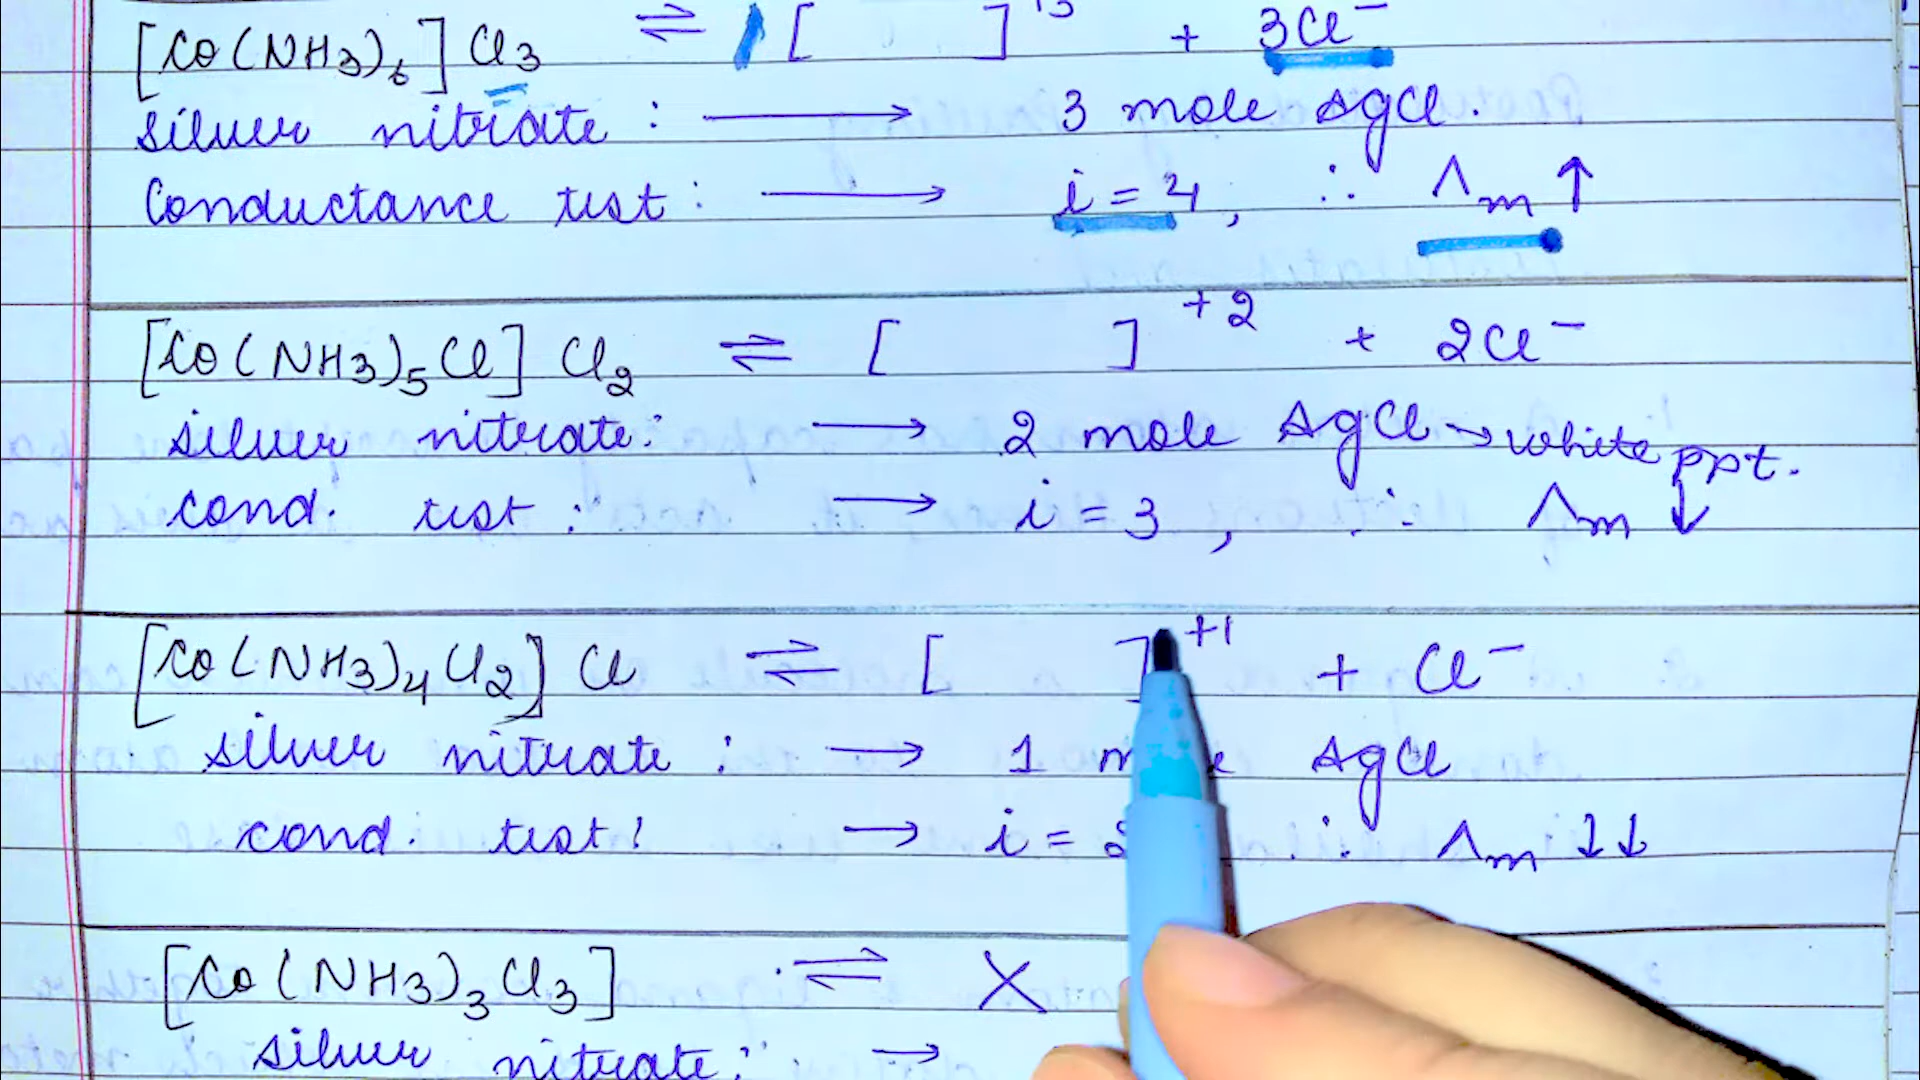 [Co(NH3)6]Cl3 ⇌ [ ]+3 + 3Cl⁻
silver nitrate : ⟶ 3 mole AgCl.
Conductance test : ⟶ i = 4, ∴ Λm ↑
[Co(NH3)5Cl] Cl2 ⇌ [ ]+2 + 2Cl⁻
silver nitrate: ⟶ 2 mole AgCl → white ppt.
cond. test : ⟶ i = 3, ∴ Λm ↓
[Co(NH3)4Cl2] Cl ⇌ [ ]+1 + Cl⁻
silver nitrate : → 1 mole AgCl
cond. test : → i = 2 ∴ Λm ↓↓
[Co(NH3)3Cl3] ⇌ X
silver nitrate: →